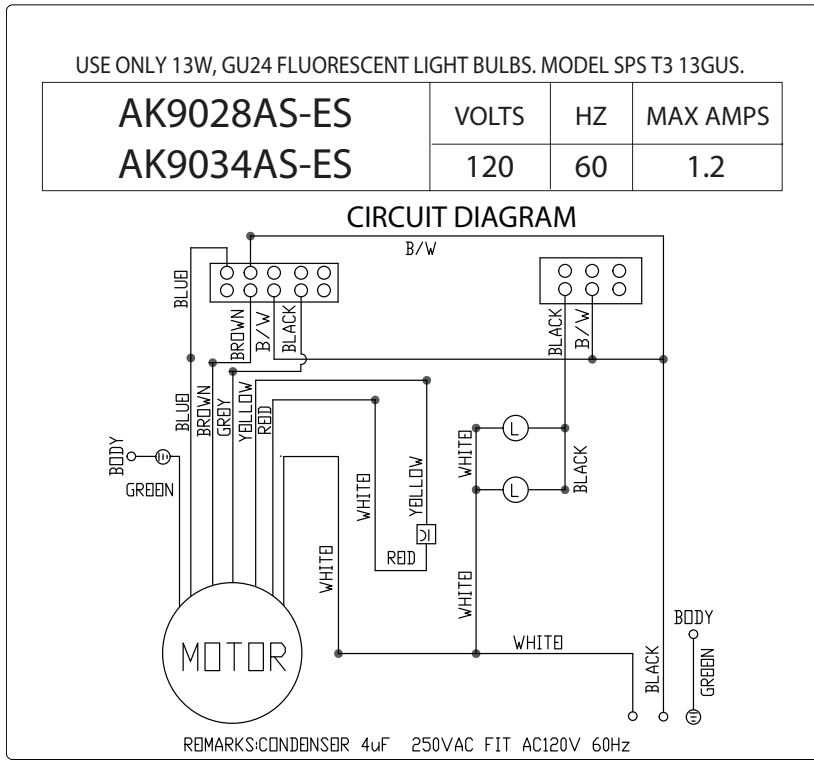 USE ONLY 13W, GU24 FLUORESCENT LIGHT BULBS. MODEL SPS T3 13GUS.
AK9028AS-ES
AK9034AS-ES
VOLTS HZ MAX AMPS
120 60 1.2
CIRCUIT DIAGRAM
B/W
BLUE
BROWN
B/W
BLACK
BLACK
B/W
BLUE
BROWN
GREY
YELLOW
RED
BODY
GREEN
WHITE
YELLOW
RED
WHITE
WHITE
L
L
BLACK
WHITE
WHITE
MOTOR
BLACK
BODY
GREEN
REMARKS:CONDENSER 4uF 250VAC FIT AC120V 60Hz